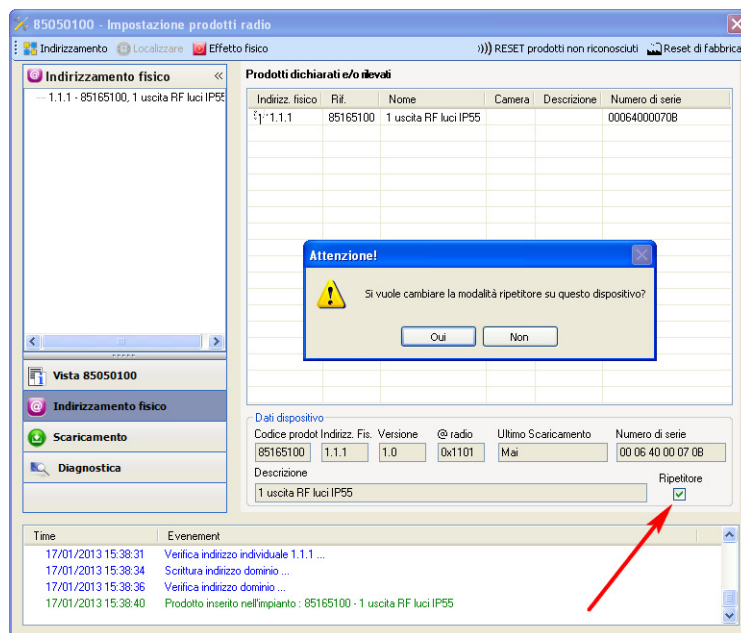 85050100 - Impostazione prodotti radio
Indirizzamento Localizzare Effetto fisico RESET prodotti non riconosciuti Reset di fabbrica
Indirizzamento fisico
1.1.1 - 85165100, 1 uscita RF luci IP55
Prodotti dichiarati e/o rilevati
Indirizz. fisico Rif. Nome Camera Descrizione Numero di serie
1.1.1 85165100 1 uscita RF luci IP55 00064000070B
Attenzione!
Si vuole cambiare la modalità ripetitore su questo dispositivo?
Oui Non
Vista 85050100
Indirizzamento fisico
Scaricamento
Diagnostica
Dati dispositivo
Codice prodot Indirizz. Fis. Versione @ radio Ultimo Scaricamento Numero di serie
85165100 1.1.1 1.0 0x1101 Mai 00 06 40 00 07 0B
Descrizione
Ripetitore
1 uscita RF luci IP55
Time Evenement
17/01/2013 15:38:31 Verifica indirizzo individuale 1.1.1 ...
17/01/2013 15:38:34 Scrittura indirizzo dominio ...
17/01/2013 15:38:36 Verifica indirizzo dominio ...
17/01/2013 15:38:40 Prodotto inserito nell'impianto : 85165100 - 1 uscita RF luci IP55